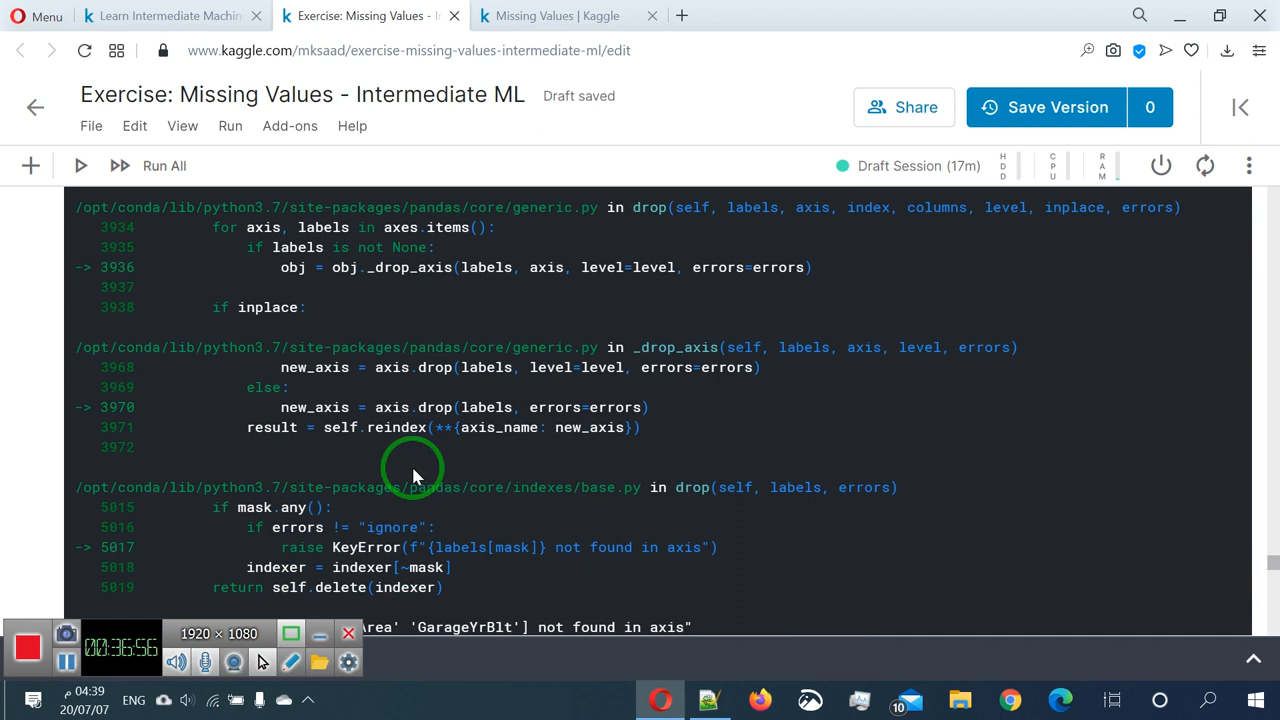 Menu
Learn Intermediate Machin
Exercise: Missing Values - I
Missing Values | Kaggle
www.kaggle.com/mksaad/exercise-missing-values-intermediate-ml/edit
Exercise: Missing Values - Intermediate ML
Draft saved
Share
Save Version
0
File Edit View Run Add-ons Help
Run All
Draft Session (17m)
HDD
CPU
RAM
/opt/conda/lib/python3.7/site-packages/pandas/core/generic.py in drop(self, labels, axis, index, columns, level, inplace, errors)
3934 for axis, labels in axes.items():
3935 if labels is not None:
-> 3936 obj = obj._drop_axis(labels, axis, level=level, errors=errors)
3937
3938 if inplace:
/opt/conda/lib/python3.7/site-packages/pandas/core/generic.py in _drop_axis(self, labels, axis, level, errors)
3968 new_axis = axis.drop(labels, level=level, errors=errors)
3969 else:
-> 3970 new_axis = axis.drop(labels, errors=errors)
3971 result = self.reindex(**{axis_name: new_axis})
3972
/opt/conda/lib/python3.7/site-packages/pandas/core/indexes/base.py in drop(self, labels, errors)
5015 if mask.any():
5016 if errors != "ignore":
-> 5017 raise KeyError(f"{labels[mask]} not found in axis")
5018 indexer = indexer[~mask]
5019 return self.delete(indexer)
Area' 'GarageYrBlt'] not found in axis"
00:36:56
1920 × 1080
04:39 م
20/07/07
ENG
10